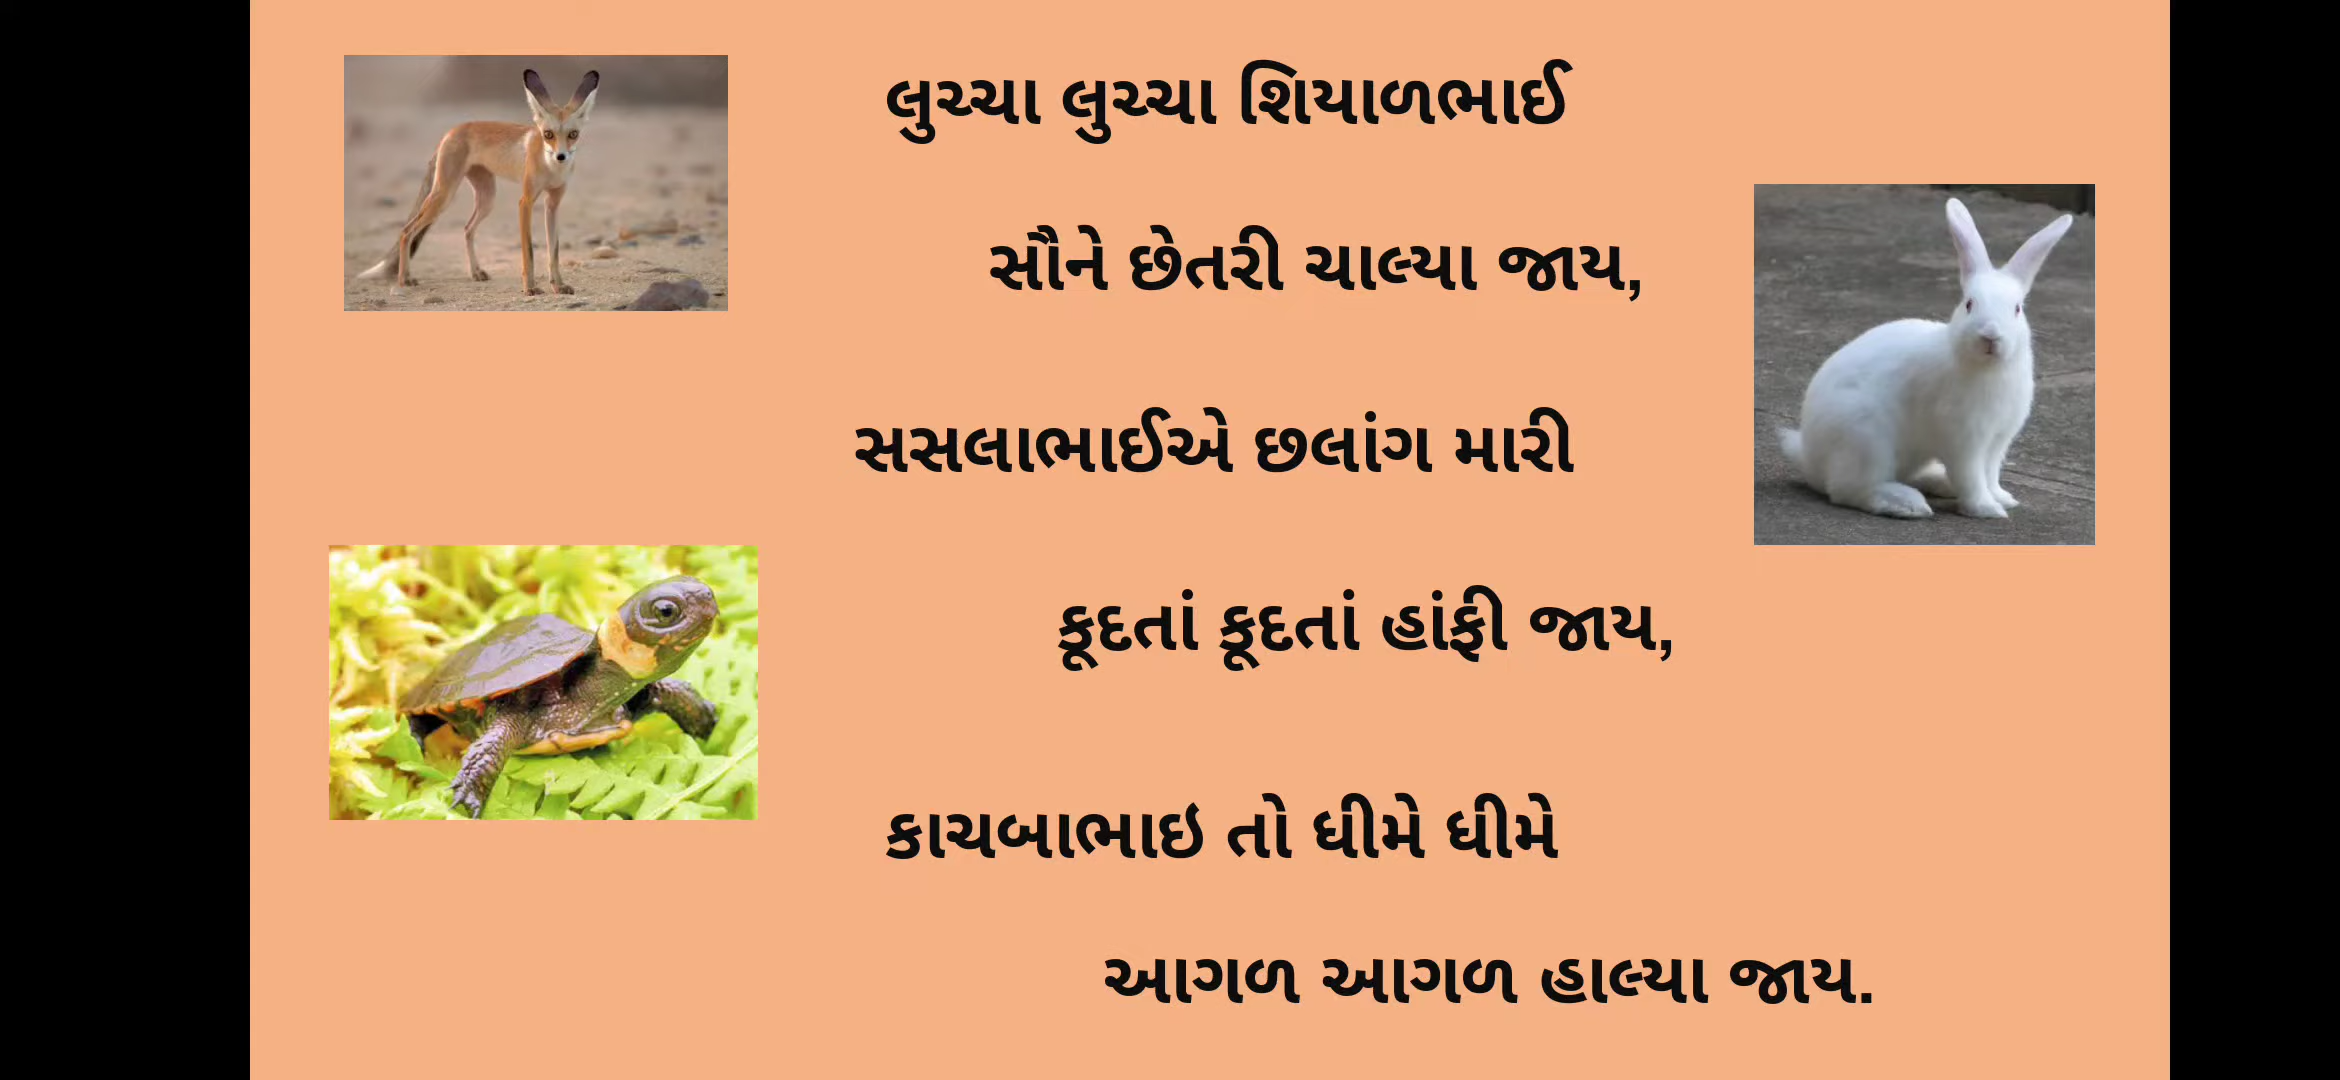 લુચ્ચા લુચ્ચા શિયાળભાઈ
સૌને છેતરી ચાલ્યા જાય,
સસલાભાઈએ છલાંગ મારી
કૂદતાં કૂદતાં હાંફી જાય,
કાચબાભાઇ તો ધીમે ધીમે
આગળ આગળ હાલ્યા જાય.